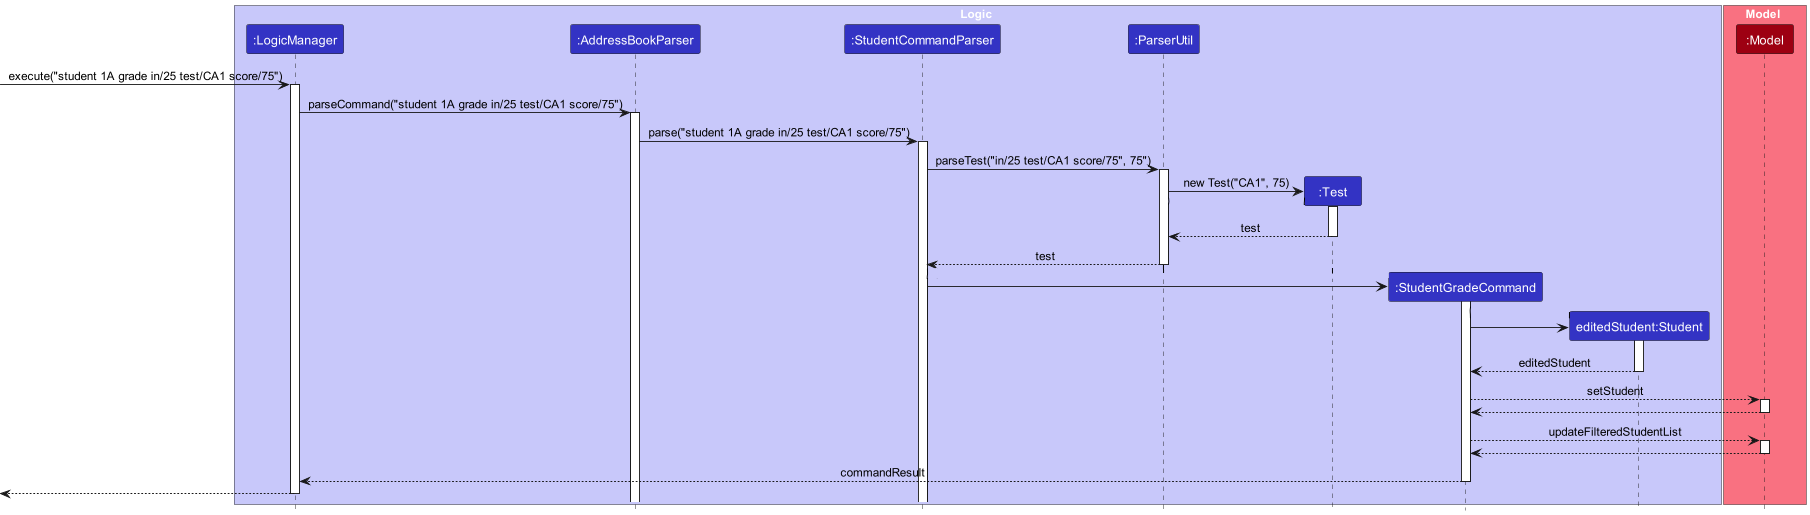 Logic
Model
:LogicManager
:AddressBookParser
:StudentCommandParser
:ParserUtil
:Model
execute("student 1A grade in/25 test/CA1 score/75")
parseCommand("student 1A grade in/25 test/CA1 score/75")
parse("student 1A grade in/25 test/CA1 score/75")
parseTest("in/25 test/CA1 score/75", 75")
new Test("CA1", 75)
:Test
test
test
:StudentGradeCommand
editedStudent:Student
editedStudent
setStudent
updateFilteredStudentList
commandResult